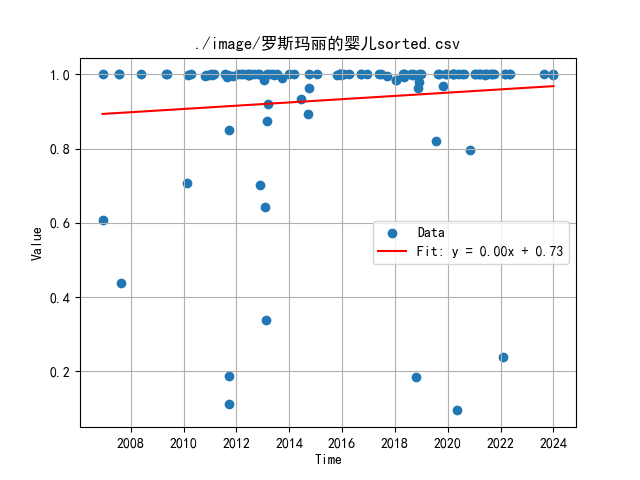 ./image/罗斯玛丽的婴儿sorted.csv
1.0
0.8
0.6
0.4
0.2
Value
Data
Fit: y = 0.00x + 0.73
2008 2010 2012 2014 2016 2018 2020 2022 2024
Time